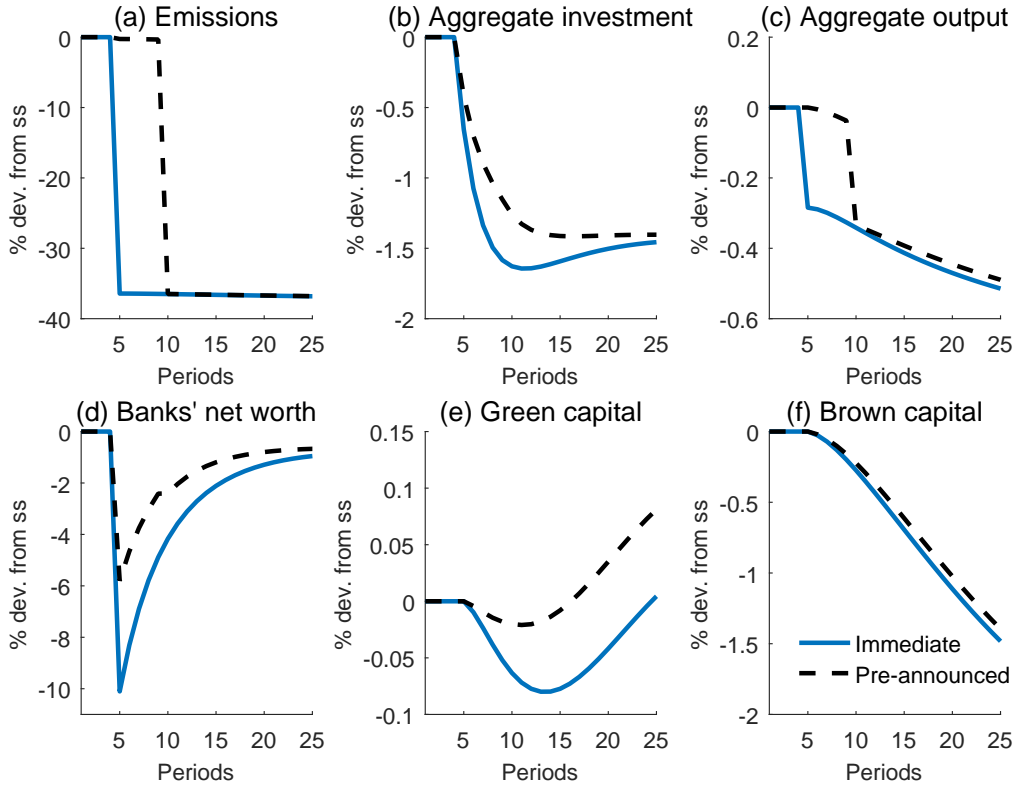 (a) Emissions
% dev. from ss
0
-10
-20
-30
-40
5 10 15 20 25
Periods
(b) Aggregate investment
% dev. from ss
0
-0.5
-1
-1.5
-2
5 10 15 20 25
Periods
(c) Aggregate output
% dev. from ss
0.2
0
-0.2
-0.4
-0.6
5 10 15 20 25
Periods
(d) Banks' net worth
% dev. from ss
0
-2
-4
-6
-8
-10
5 10 15 20 25
Periods
(e) Green capital
% dev. from ss
0.15
0.1
0.05
0
-0.05
-0.1
5 10 15 20 25
Periods
(f) Brown capital
% dev. from ss
0
-0.5
-1
-1.5
-2
Immediate
Pre-announced
5 10 15 20 25
Periods